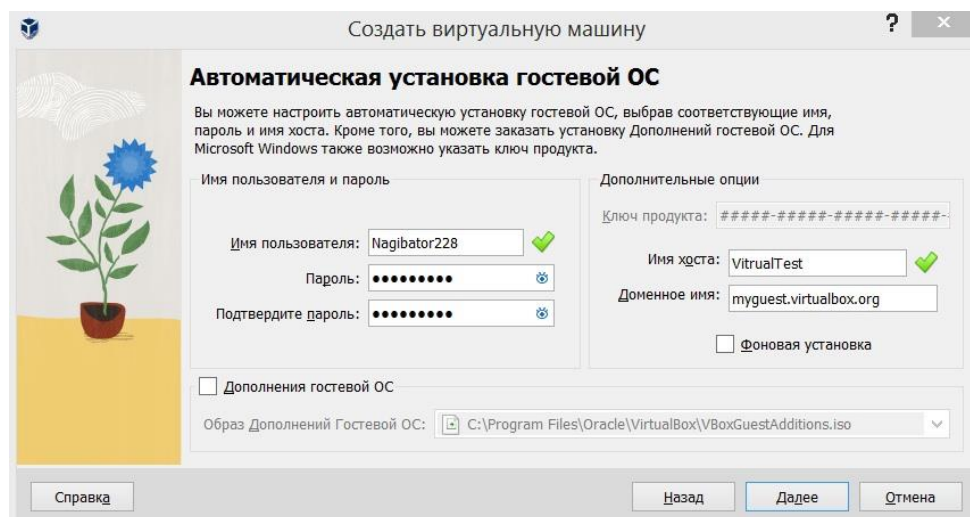 Создать виртуальную машину
?
Автоматическая установка гостевой ОС
Вы можете настроить автоматическую установку гостевой ОС, выбрав соответствующие имя,
пароль и имя хоста. Кроме того, вы можете заказать установку Дополнений гостевой ОС. Для
Microsoft Windows также возможно указать ключ продукта.
Имя пользователя и пароль
Имя пользователя: Nagibator228
Пароль: •••••••••
Подтвердите пароль: •••••••••
Дополнительные опции
Ключ продукта: #####-#####-#####-#####-
Имя хоста: VitrualTest
Доменное имя: myguest.virtualbox.org
Фоновая установка
Дополнения гостевой ОС
Образ Дополнений Гостевой ОС: C:\Program Files\Oracle\VirtualBox\VBoxGuestAdditions.iso
Справка
Назад
Далее
Отмена